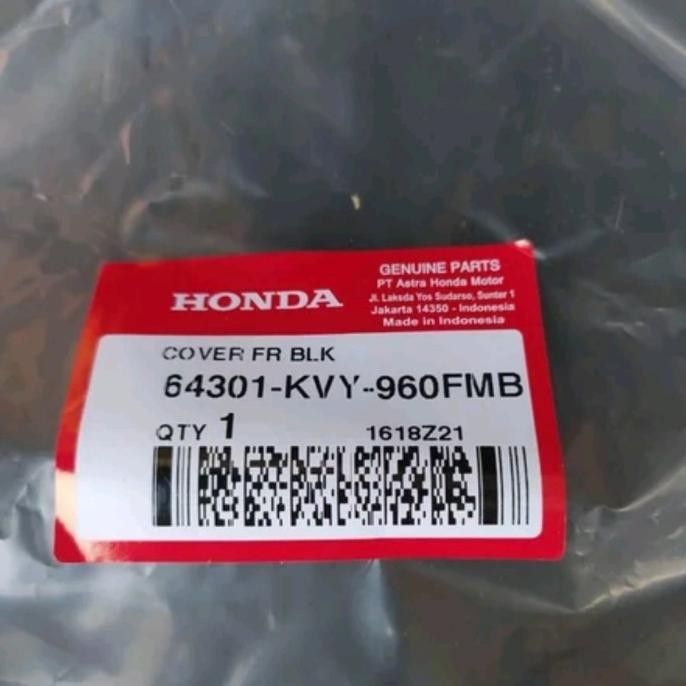 HONDA
GENUINE PARTS
PT Astra Honda Motor
Jl. Laksda Yos Sudarso, Sunter 1
Jakarta 14350 - Indonesia
Made in Indonesia
COVER FR BLK
64301-KVY-960FMB
QTY 1 1618Z21